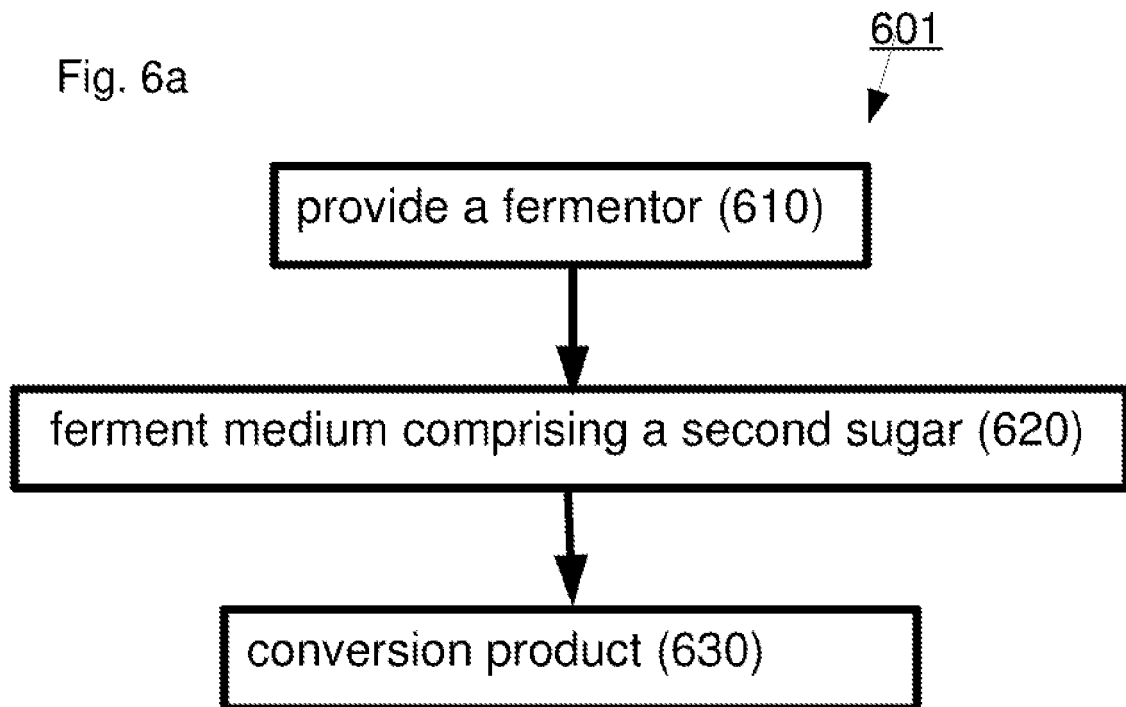 601
Fig. 6a
provide a fermentor (610)
ferment medium comprising a second sugar (620)
conversion product (630)